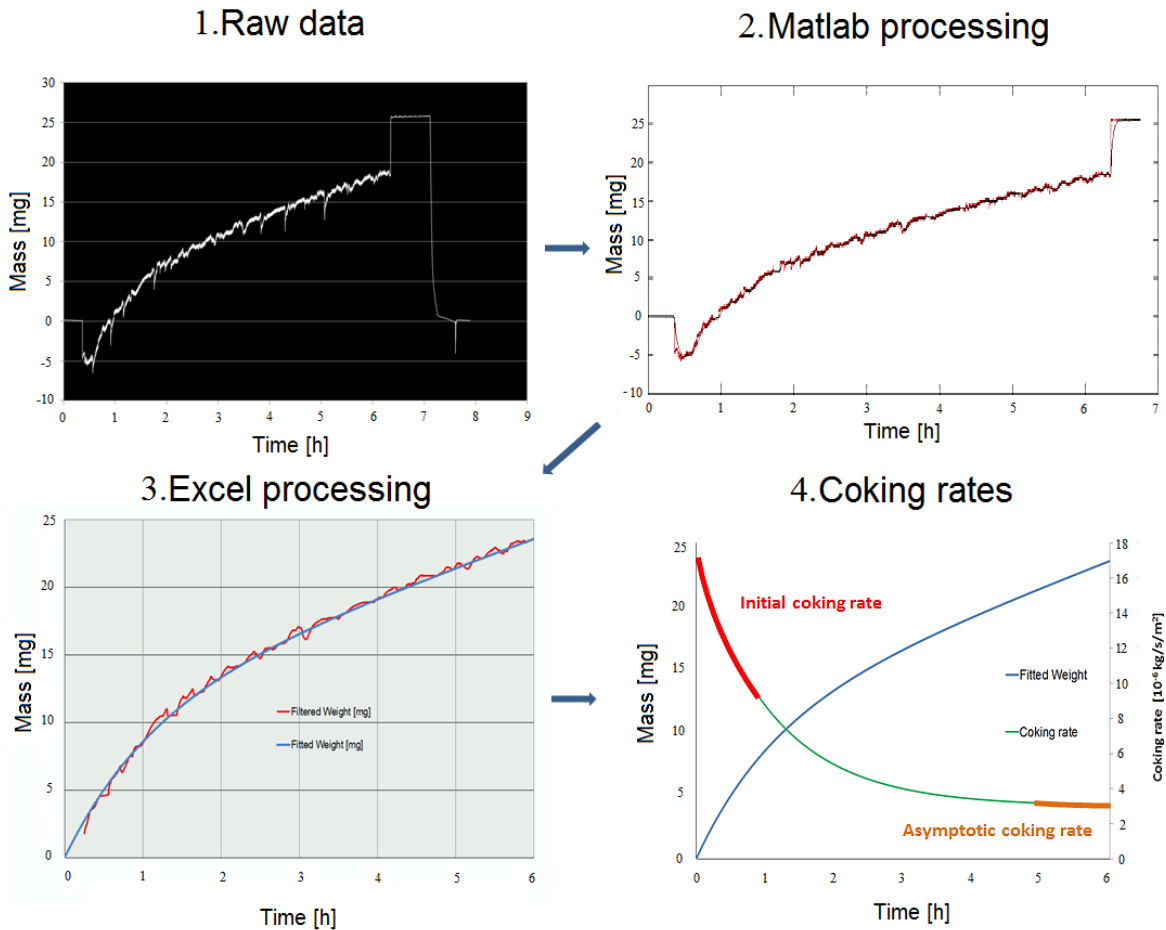 1.Raw data
30
25
20
15
10
5
0
-5
-10
0 1 2 3 4 5 6 7 8 9
Mass [mg]
Time [h]
2.Matlab processing
25
20
15
10
5
0
-5
-10
0 1 2 3 4 5 6 7
Mass [mg]
Time [h]
3.Excel processing
25
20
15
10
5
0
0 1 2 3 4 5 6
Mass [mg]
Filtered Weight [mg]
Fitted Weight [mg]
Time [h]
4.Coking rates
25
20
15
10
5
0
0 1 2 3 4 5 6
Mass [mg]
Initial coking rate
Fitted Weight
Coking rate
Asymptotic coking rate
18
16
14
12
10
8
6
4
2
0
Coking rate [10⁻⁶kg/s/m²]
Time [h]